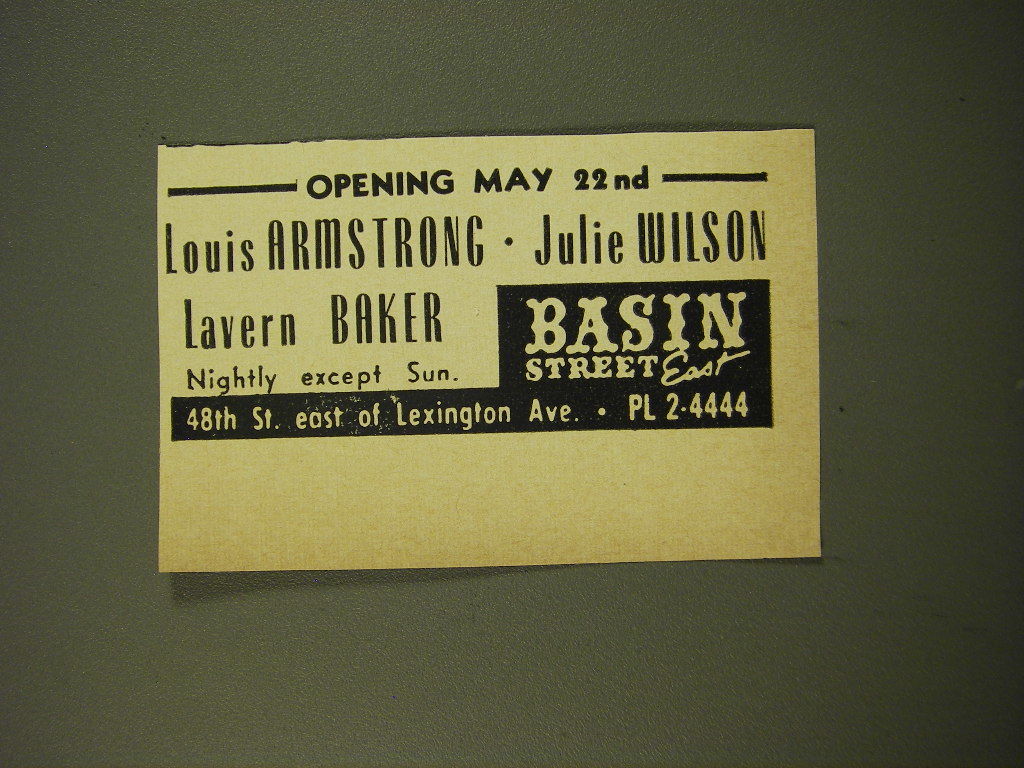 OPENING MAY 22nd
Louis ARMSTRONG · Julie WILSON
Lavern BAKER
Nightly except Sun.
BASIN
STREET East
48th St. east of Lexington Ave. • PL 2-4444